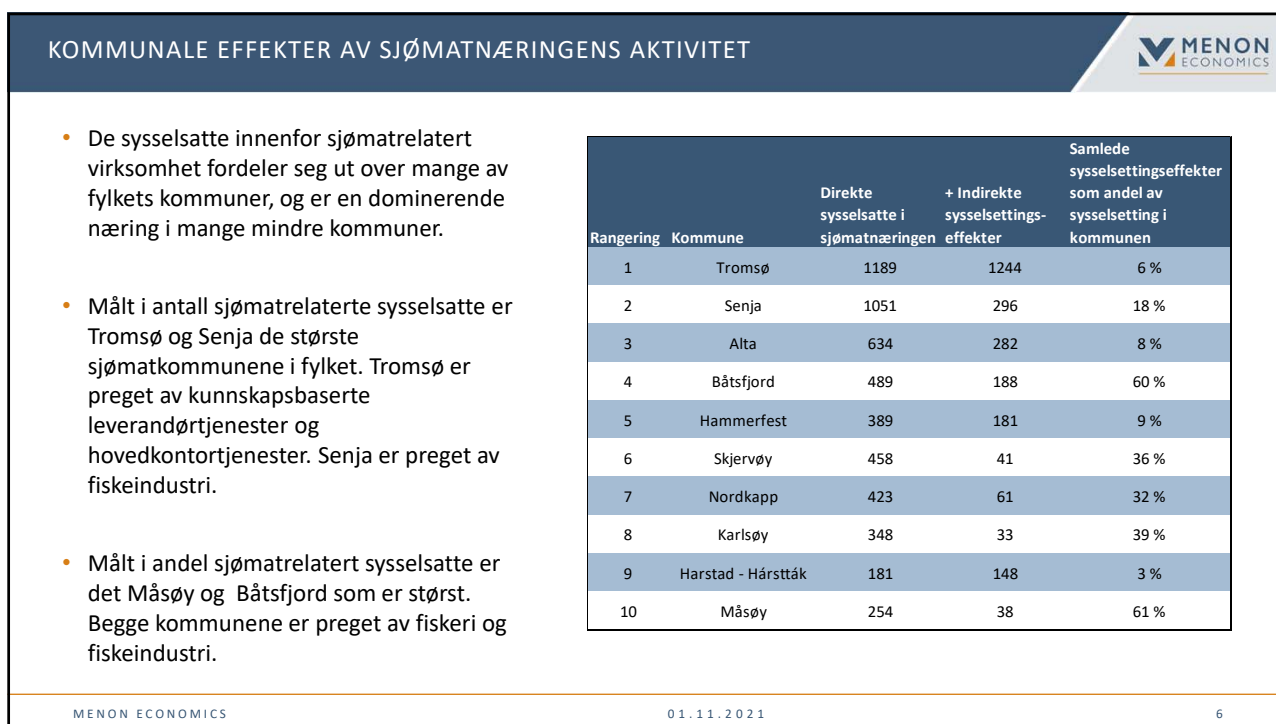 KOMMUNALE EFFEKTER AV SJØMATNÆRINGENS AKTIVITET
MENON
ECONOMICS
• De sysselsatte innenfor sjømatrelatert
virksomhet fordeler seg ut over mange av
fylkets kommuner, og er en dominerende
næring i mange mindre kommuner.
• Målt i antall sjømatrelaterte sysselsatte er
Tromsø og Senja de største
sjømatkommunene i fylket. Tromsø er
preget av kunnskapsbaserte
leverandørtjenester og
hovedkontortjenester. Senja er preget av
fiskeindustri.
• Målt i andel sjømatrelatert sysselsatte er
det Måsøy og Båtsfjord som er størst.
Begge kommunene er preget av fiskeri og
fiskeindustri.
Rangering Kommune Direkte sysselsatte i sjømatnæringen + Indirekte sysselsettings-effekter Samlede sysselsettingseffekter som andel av sysselsetting i kommunen
1 Tromsø 1189 1244 6 %
2 Senja 1051 296 18 %
3 Alta 634 282 8 %
4 Båtsfjord 489 188 60 %
5 Hammerfest 389 181 9 %
6 Skjervøy 458 41 36 %
7 Nordkapp 423 61 32 %
8 Karlsøy 348 33 39 %
9 Harstad - Hárstták 181 148 3 %
10 Måsøy 254 38 61 %
MENON ECONOMICS 01.11.2021 6